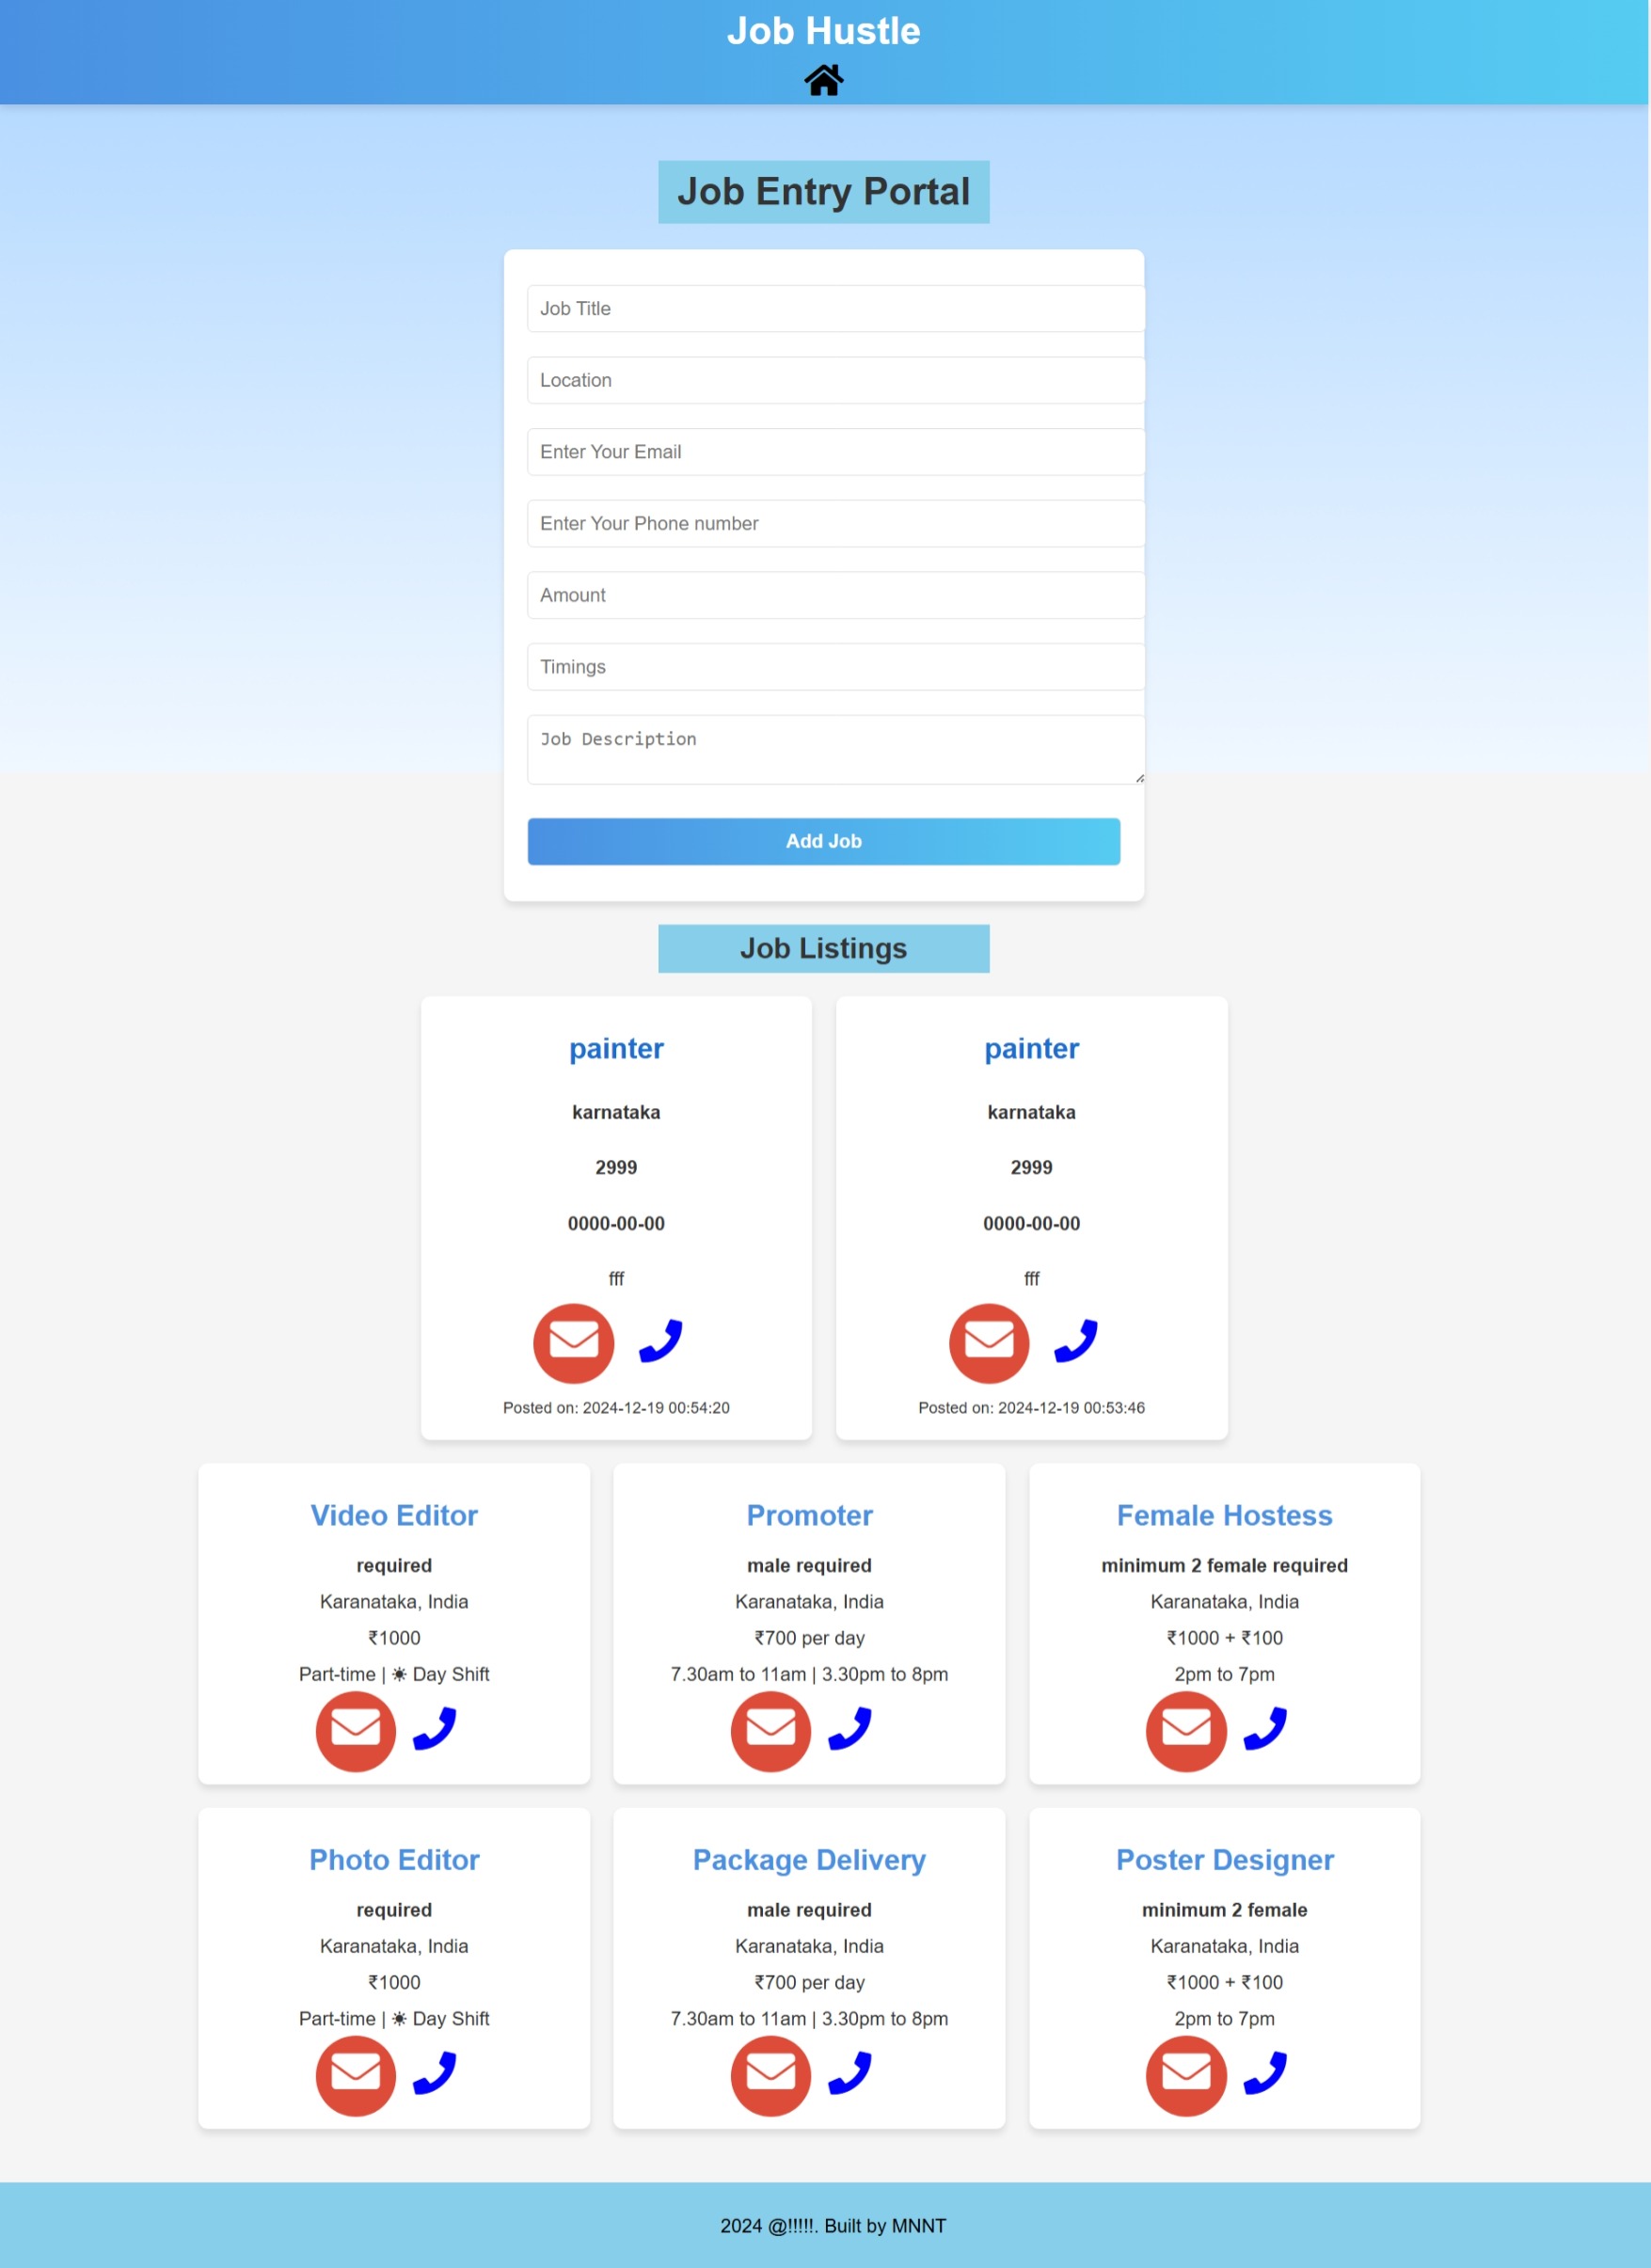 Job Hustle
Job Entry Portal
Job Title
Location
Enter Your Email
Enter Your Phone number
Amount
Timings
Job Description
Add Job
Job Listings
painter
karnataka
2999
0000-00-00
fff
Posted on: 2024-12-19 00:54:20
painter
karnataka
2999
0000-00-00
fff
Posted on: 2024-12-19 00:53:46
Video Editor
required
Karanataka, India
₹1000
Part-time | ☀ Day Shift
Promoter
male required
Karanataka, India
₹700 per day
7.30am to 11am | 3.30pm to 8pm
Female Hostess
minimum 2 female required
Karanataka, India
₹1000 + ₹100
2pm to 7pm
Photo Editor
required
Karanataka, India
₹1000
Part-time | ☀ Day Shift
Package Delivery
male required
Karanataka, India
₹700 per day
7.30am to 11am | 3.30pm to 8pm
Poster Designer
minimum 2 female
Karanataka, India
₹1000 + ₹100
2pm to 7pm
2024 @!!!!!. Built by MNNT